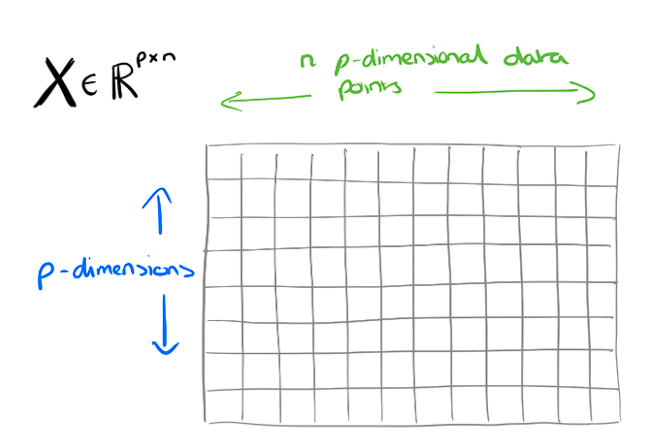 X ∈ ℝ^{p×n}
n p-dimensional data
points
p-dimensions